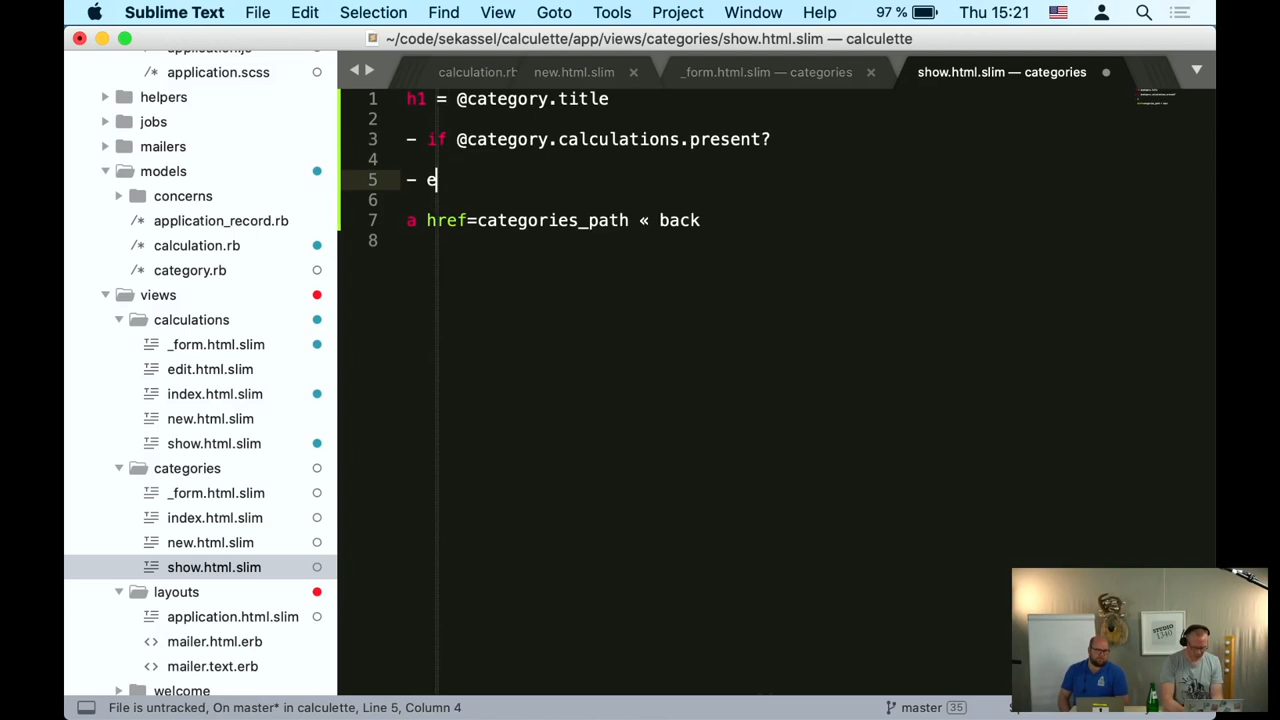 Sublime Text File Edit Selection Find View Goto Tools Project Window Help 97 % Thu 15:21
~/code/sekassel/calculette/app/views/categories/show.html.slim — calculette
application.js
/* application.scss
helpers
jobs
mailers
models
concerns
/* application_record.rb
/* calculation.rb
/* category.rb
views
calculations
_form.html.slim
edit.html.slim
index.html.slim
new.html.slim
show.html.slim
categories
_form.html.slim
index.html.slim
new.html.slim
show.html.slim
layouts
application.html.slim
<> mailer.html.erb
<> mailer.text.erb
welcome
calculation.rb new.html.slim _form.html.slim — categories show.html.slim — categories
1 h1 = @category.title
2
3 - if @category.calculations.present?
4
5 - e
6
7 a href=categories_path « back
8
STUDIO
1340
File is untracked, On master* in calculette, Line 5, Column 4
master 35